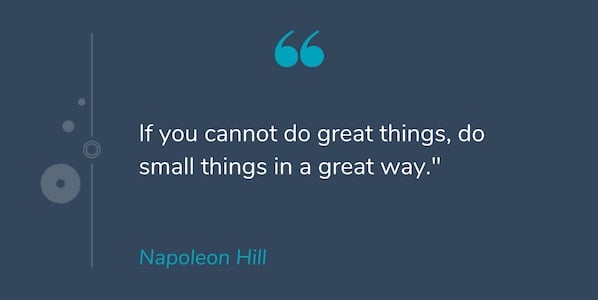 If you cannot do great things, do
small things in a great way."
Napoleon Hill